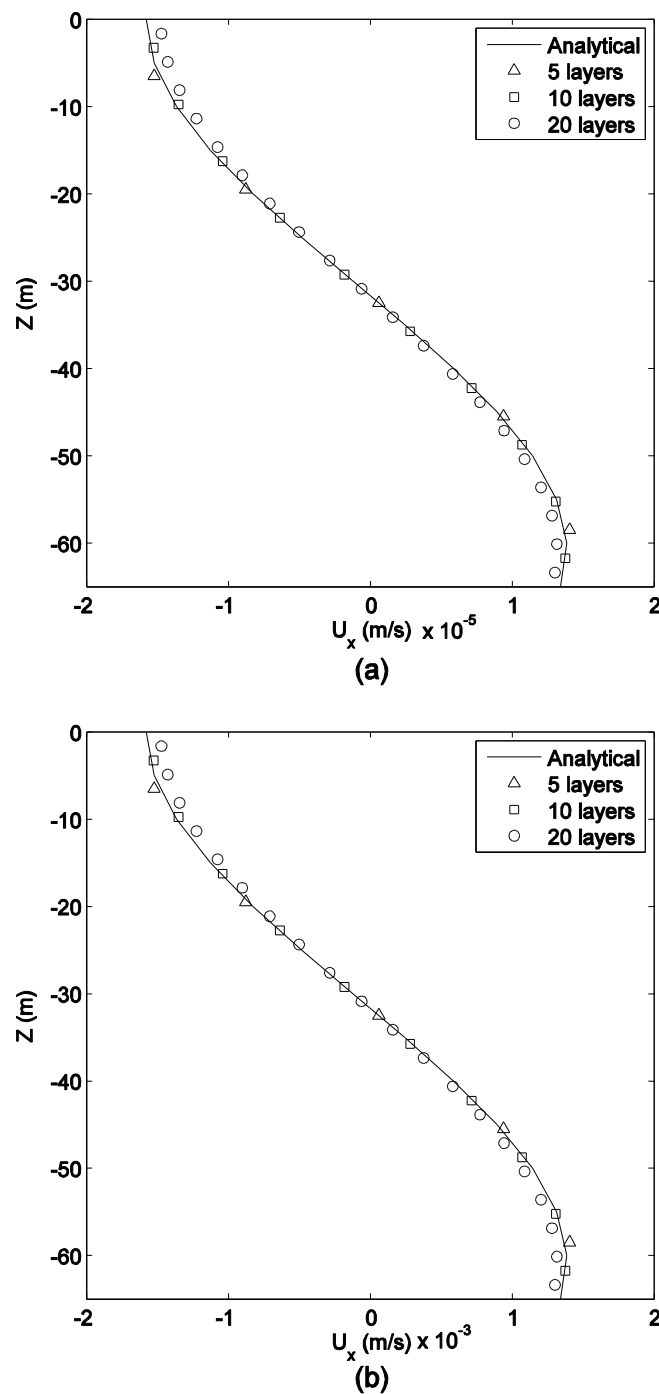 0
-10
-20
-30
-40
-50
-60
Z (m)
Analytical
5 layers
10 layers
20 layers
-2 -1 0 1 2
U_x (m/s) x 10^-5
(a)
0
-10
-20
-30
-40
-50
-60
Z (m)
Analytical
5 layers
10 layers
20 layers
-2 -1 0 1 2
U_x (m/s) x 10^-3
(b)